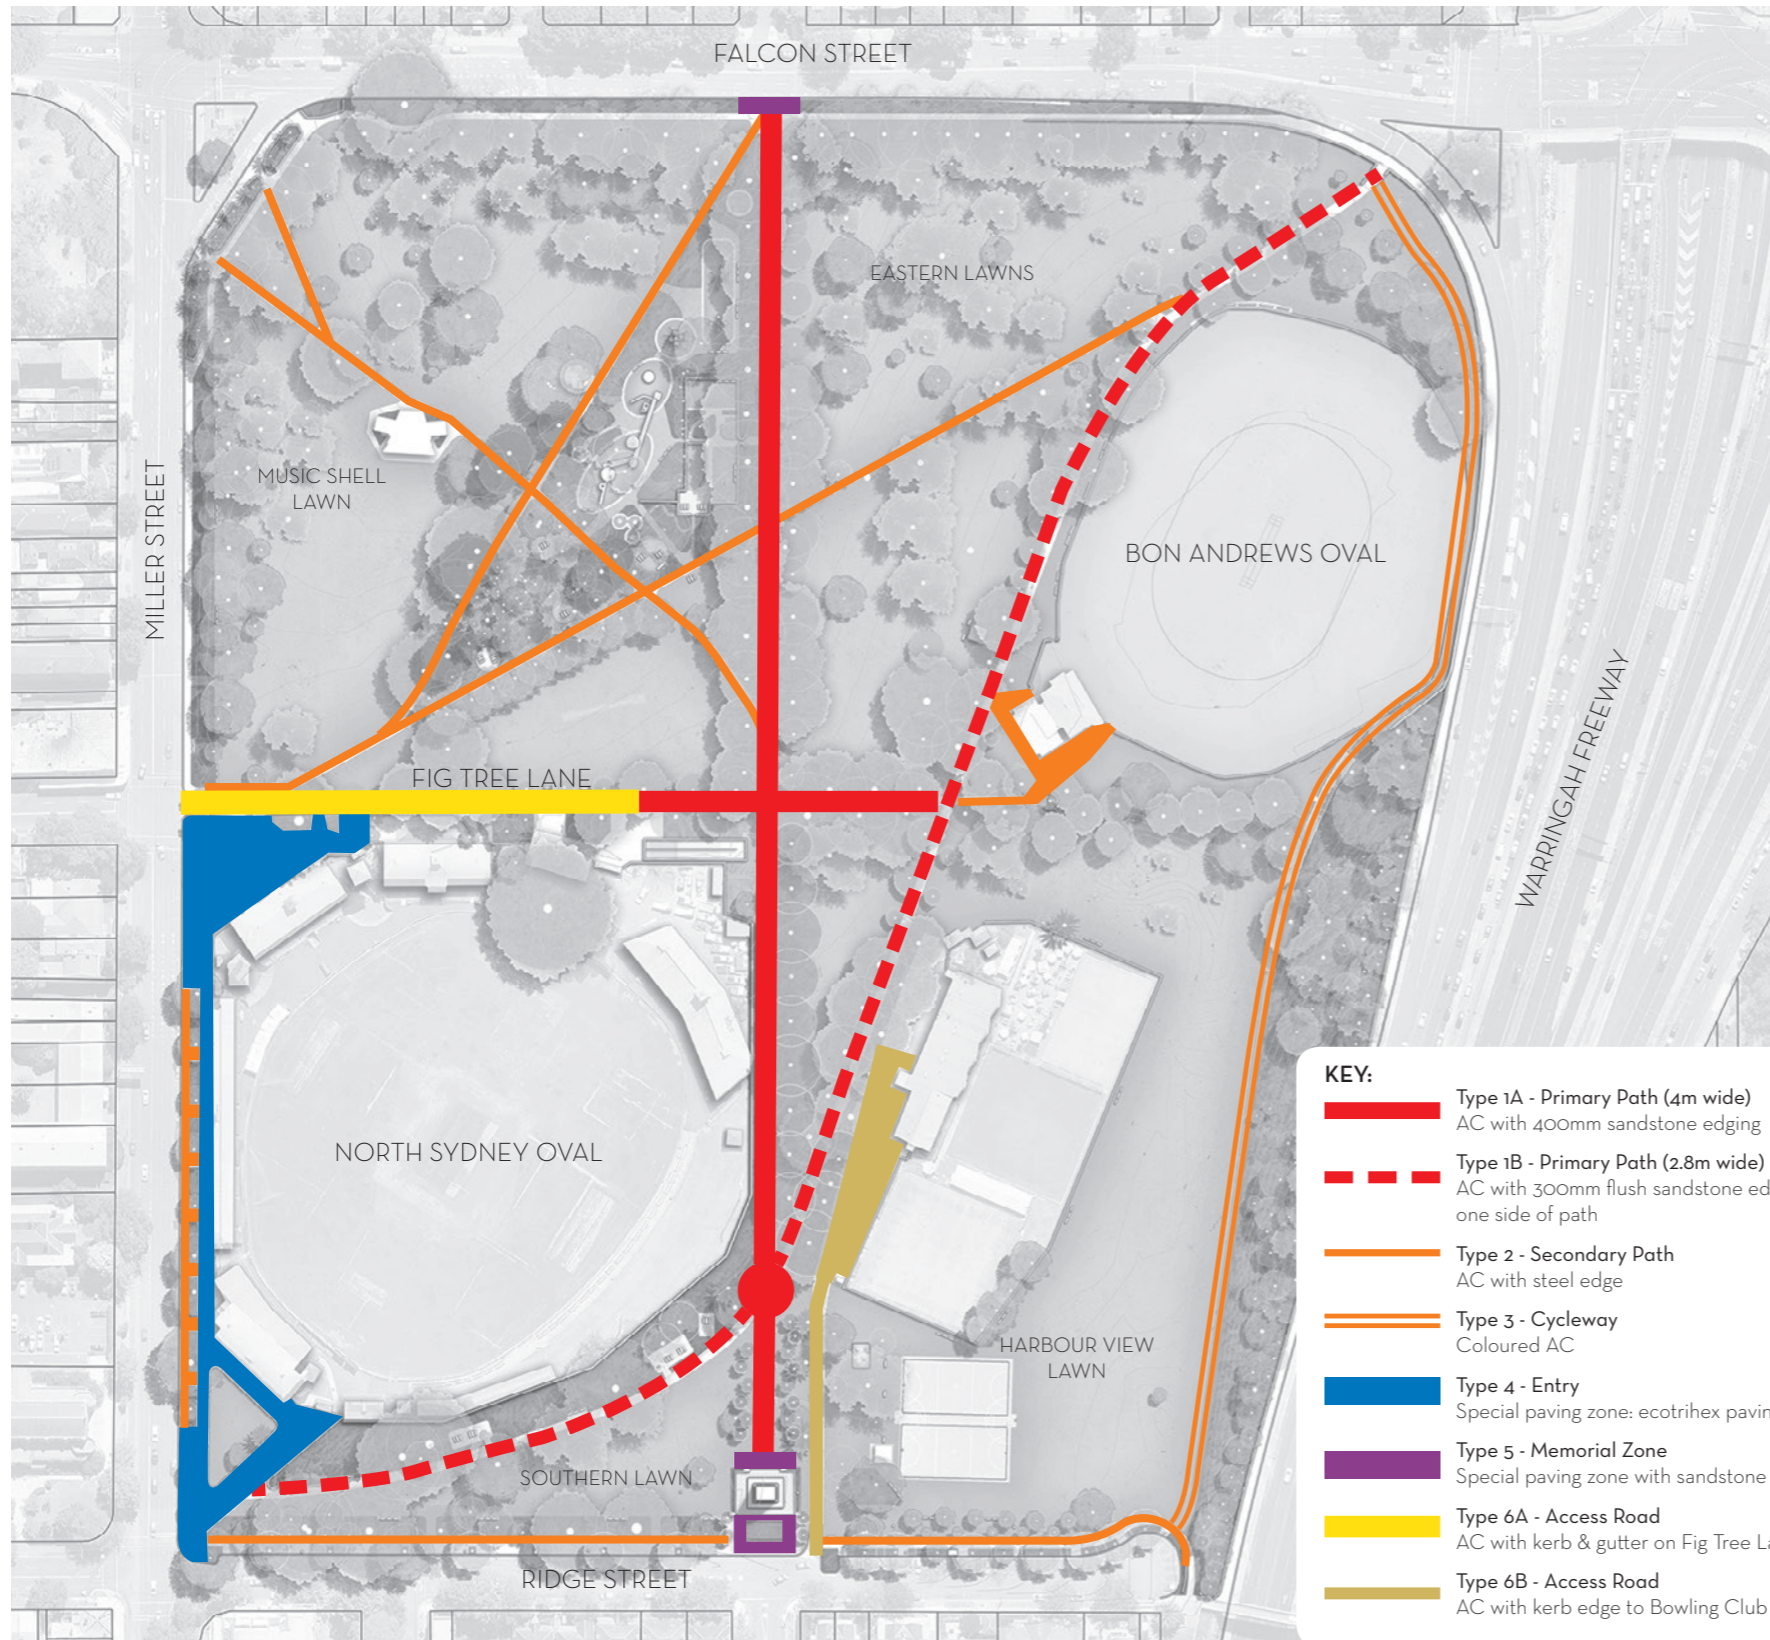 FALCON STREET
EASTERN LAWNS
MUSIC SHELL
LAWN
MILLER STREET
BON ANDREWS OVAL
WARRINGAH FREEWAY
FIG TREE LANE
NORTH SYDNEY OVAL
HARBOUR VIEW
LAWN
SOUTHERN LAWN
RIDGE STREET
KEY:
Type 1A - Primary Path (4m wide)
AC with 400mm sandstone edging
Type 1B - Primary Path (2.8m wide)
AC with 300mm flush sandstone ed
one side of path
Type 2 - Secondary Path
AC with steel edge
Type 3 - Cycleway
Coloured AC
Type 4 - Entry
Special paving zone: ecotrihex pavin
Type 5 - Memorial Zone
Special paving zone with sandstone
Type 6A - Access Road
AC with kerb & gutter on Fig Tree La
Type 6B - Access Road
AC with kerb edge to Bowling Club